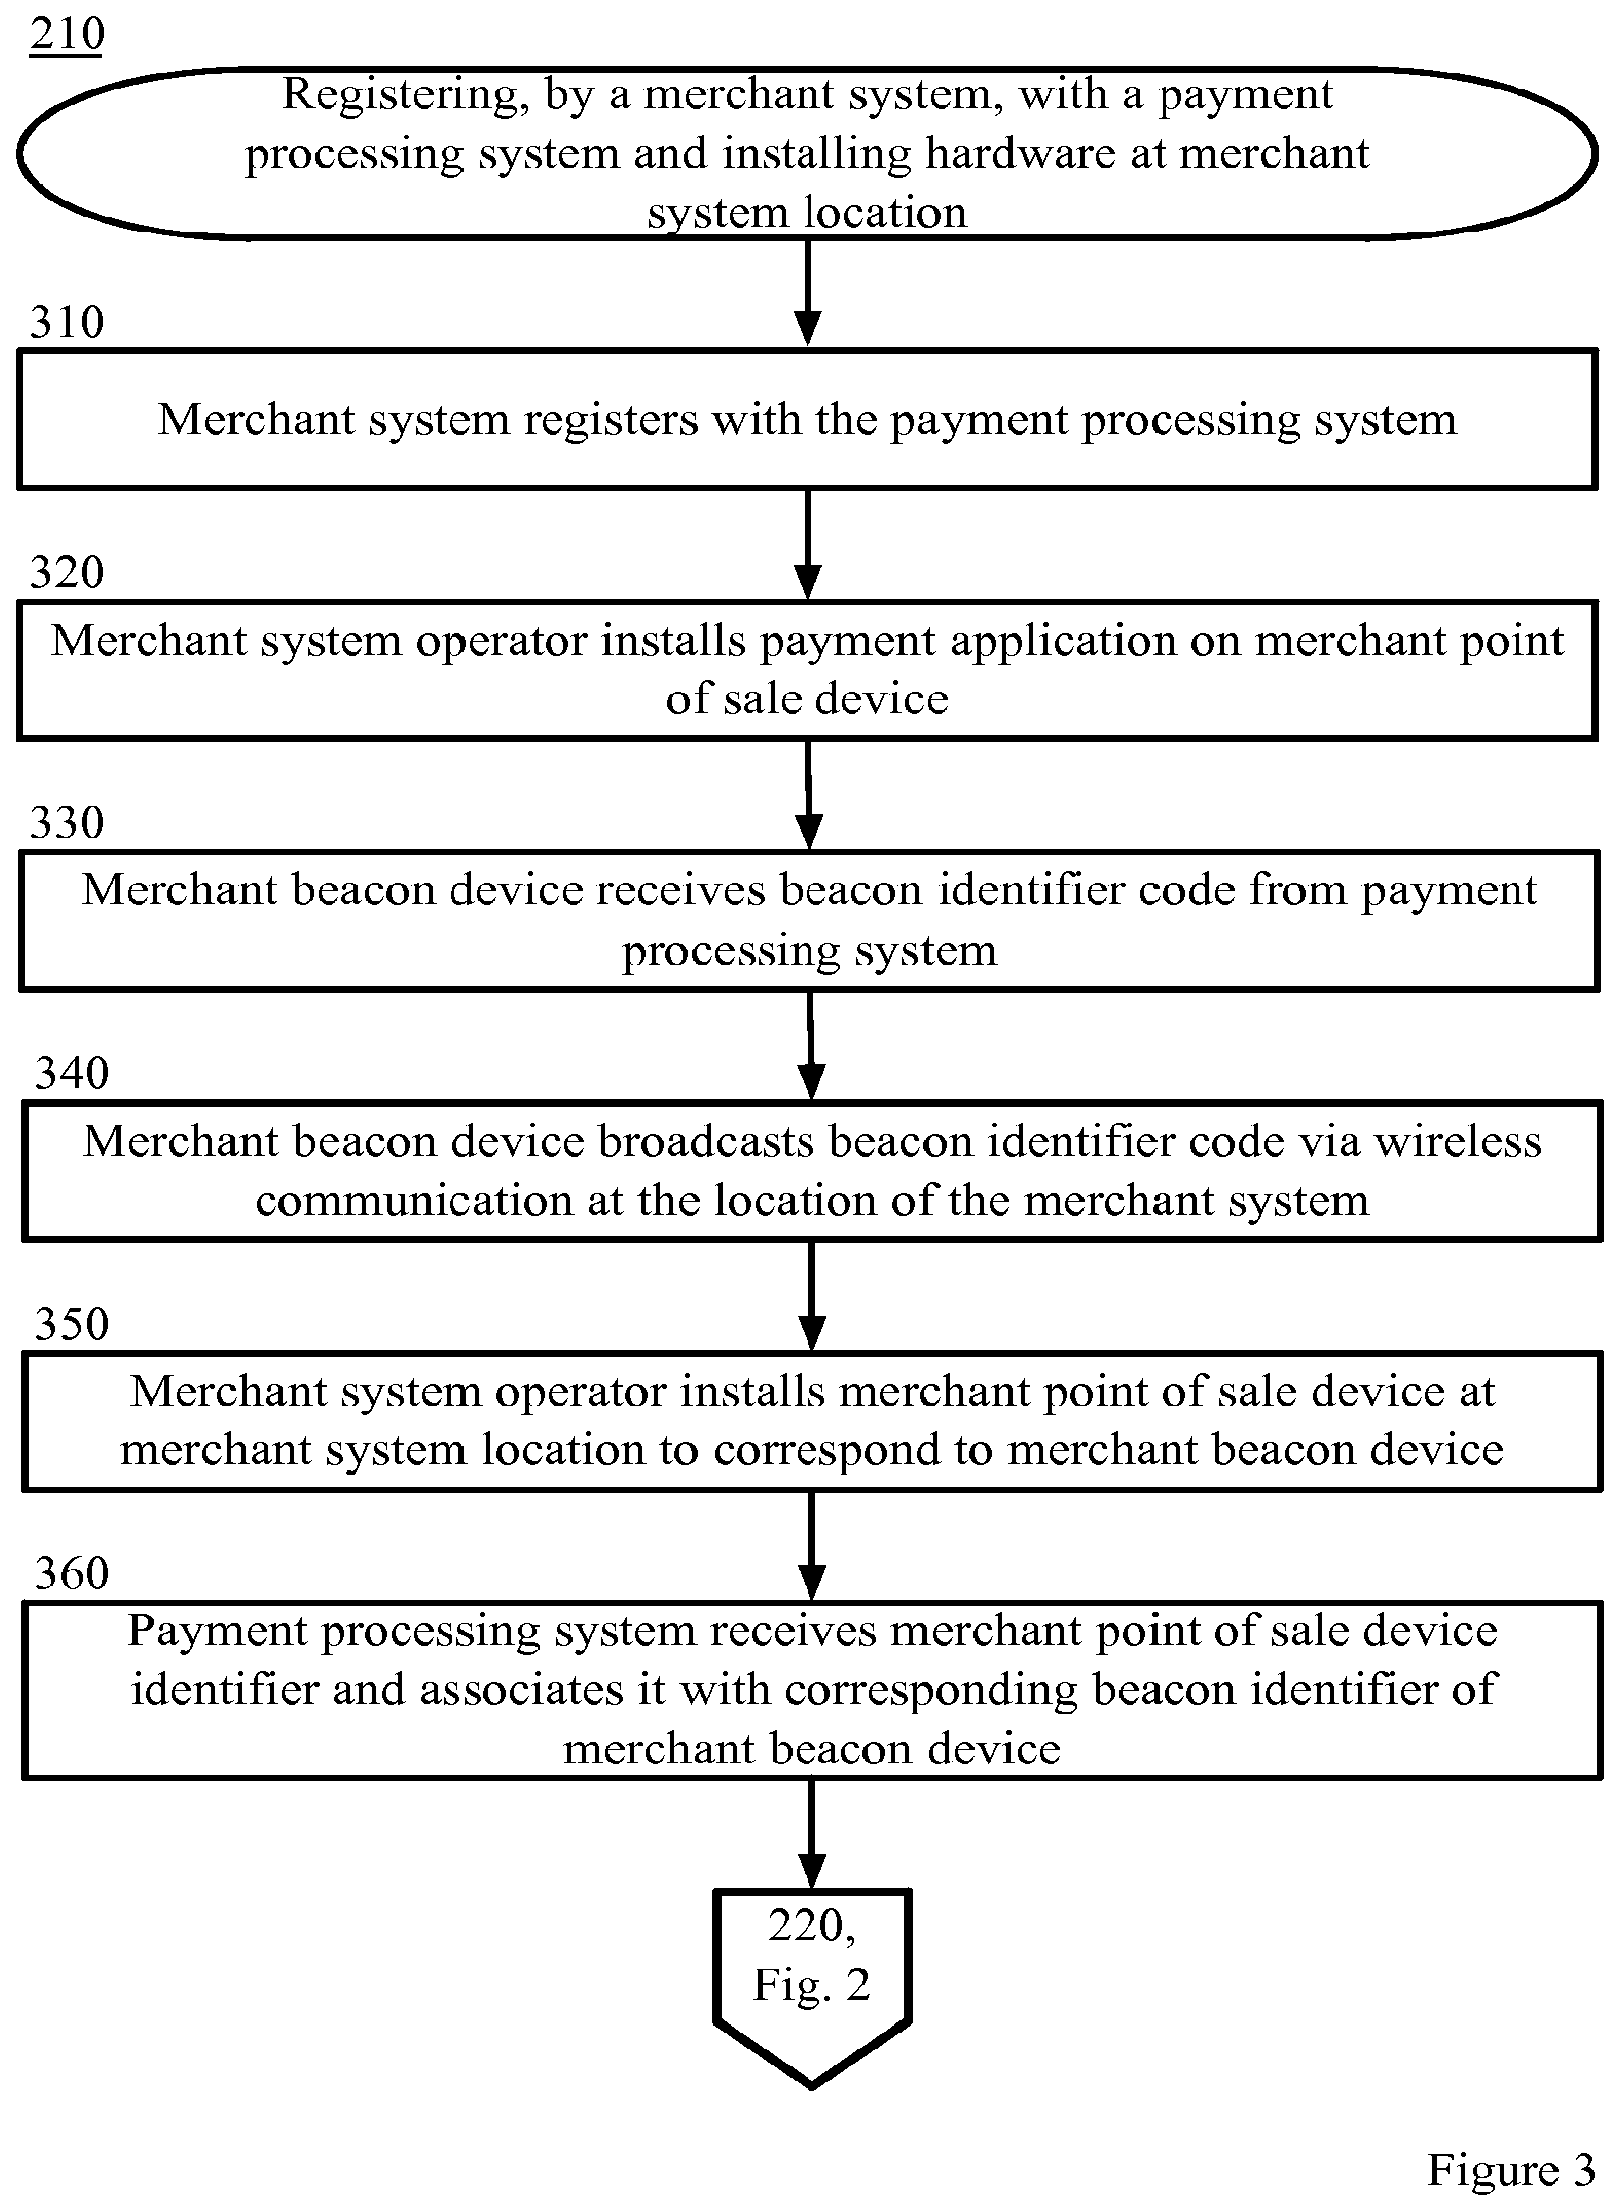 210
Registering, by a merchant system, with a payment
processing system and installing hardware at merchant
system location
310
Merchant system registers with the payment processing system
320
Merchant system operator installs payment application on merchant point
of sale device
330
Merchant beacon device receives beacon identifier code from payment
processing system
340
Merchant beacon device broadcasts beacon identifier code via wireless
communication at the location of the merchant system
350
Merchant system operator installs merchant point of sale device at
merchant system location to correspond to merchant beacon device
360
Payment processing system receives merchant point of sale device
identifier and associates it with corresponding beacon identifier of
merchant beacon device
220,
Fig. 2
Figure 3